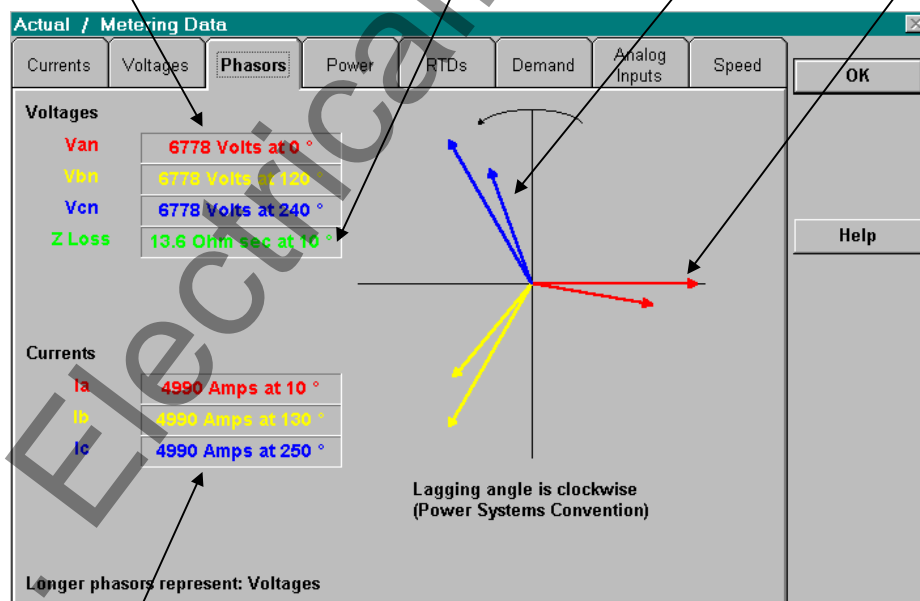 Actual / Metering Data
Currents Voltages Phasors Power RTDs Demand Analog Inputs Speed
OK
Voltages
Van 6778 Volts at 0 °
Vbn 6778 Volts at 120 °
Vcn 6778 Volts at 240 °
Z Loss 13.6 Ohm sec at 10 °
Help
Currents
Ia 4990 Amps at 10 °
Ib 4990 Amps at 130 °
Ic 4990 Amps at 250 °
Lagging angle is clockwise
(Power Systems Convention)
Longer phasors represent: Voltages
. Electrical